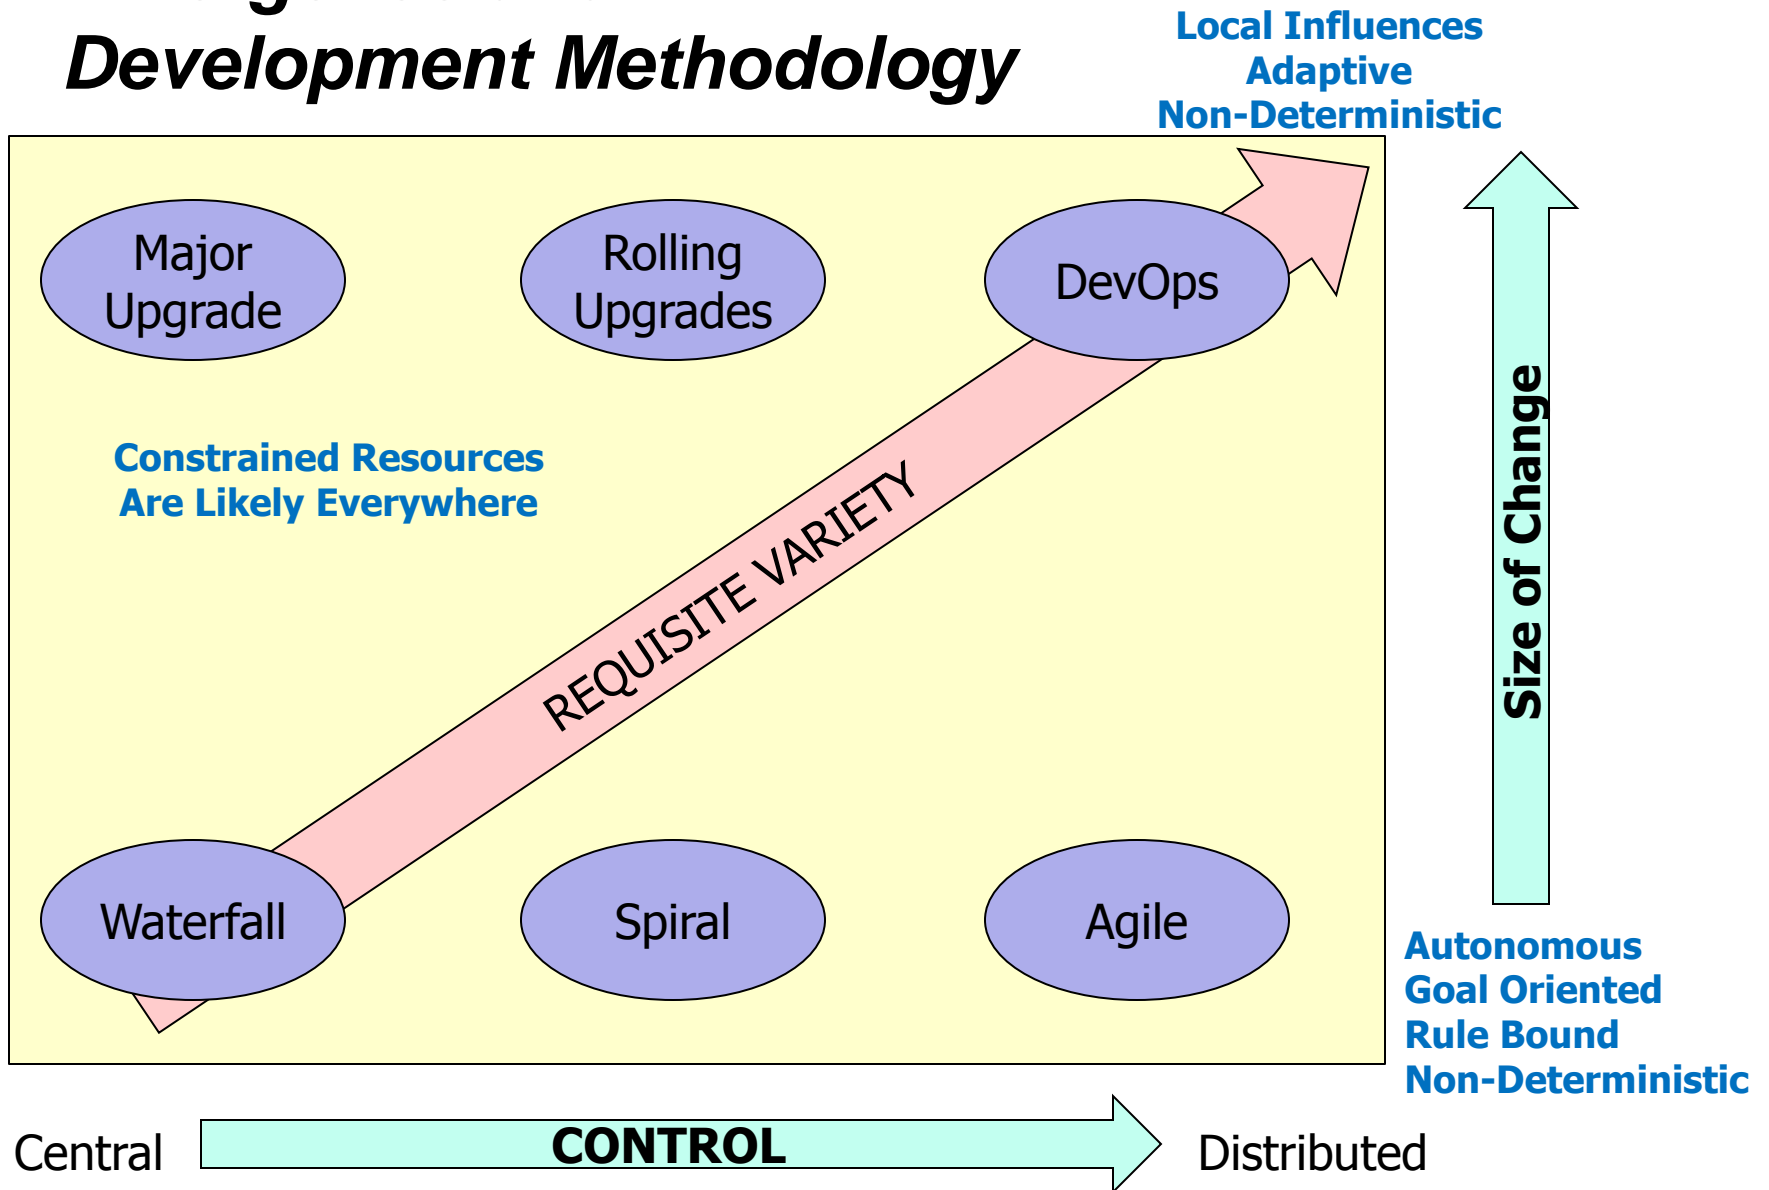 Development Methodology
Local Influences
Adaptive
Non-Deterministic
Major
Upgrade
Rolling
Upgrades
DevOps
Constrained Resources
Are Likely Everywhere
REQUISITE VARIETY
Size of Change
Waterfall
Spiral
Agile
Autonomous
Goal Oriented
Rule Bound
Non-Deterministic
Central
CONTROL
Distributed